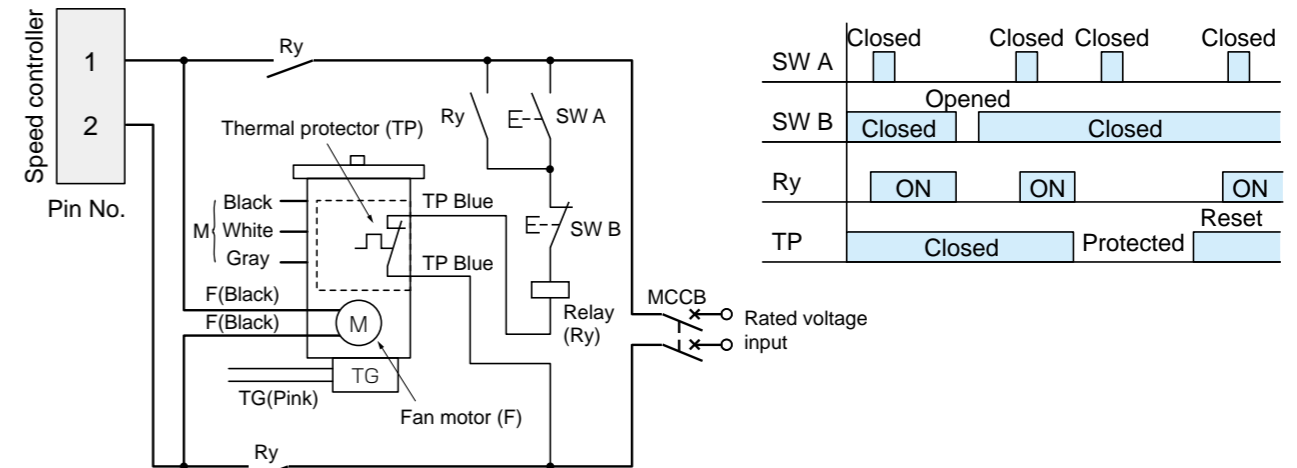 Speed controller
1
2
Pin No.
Ry
Thermal protector (TP)
Ry
SW A
Black
M White
Gray
TP Blue
SW B
TP Blue
F(Black)
F(Black)
M
Relay
(Ry)
MCCB
Rated voltage
input
TG
TG(Pink)
Fan motor (F)
Ry
Closed Closed Closed Closed
SW A
Opened
SW B Closed Closed
Ry ON ON ON
Reset
TP Closed Protected